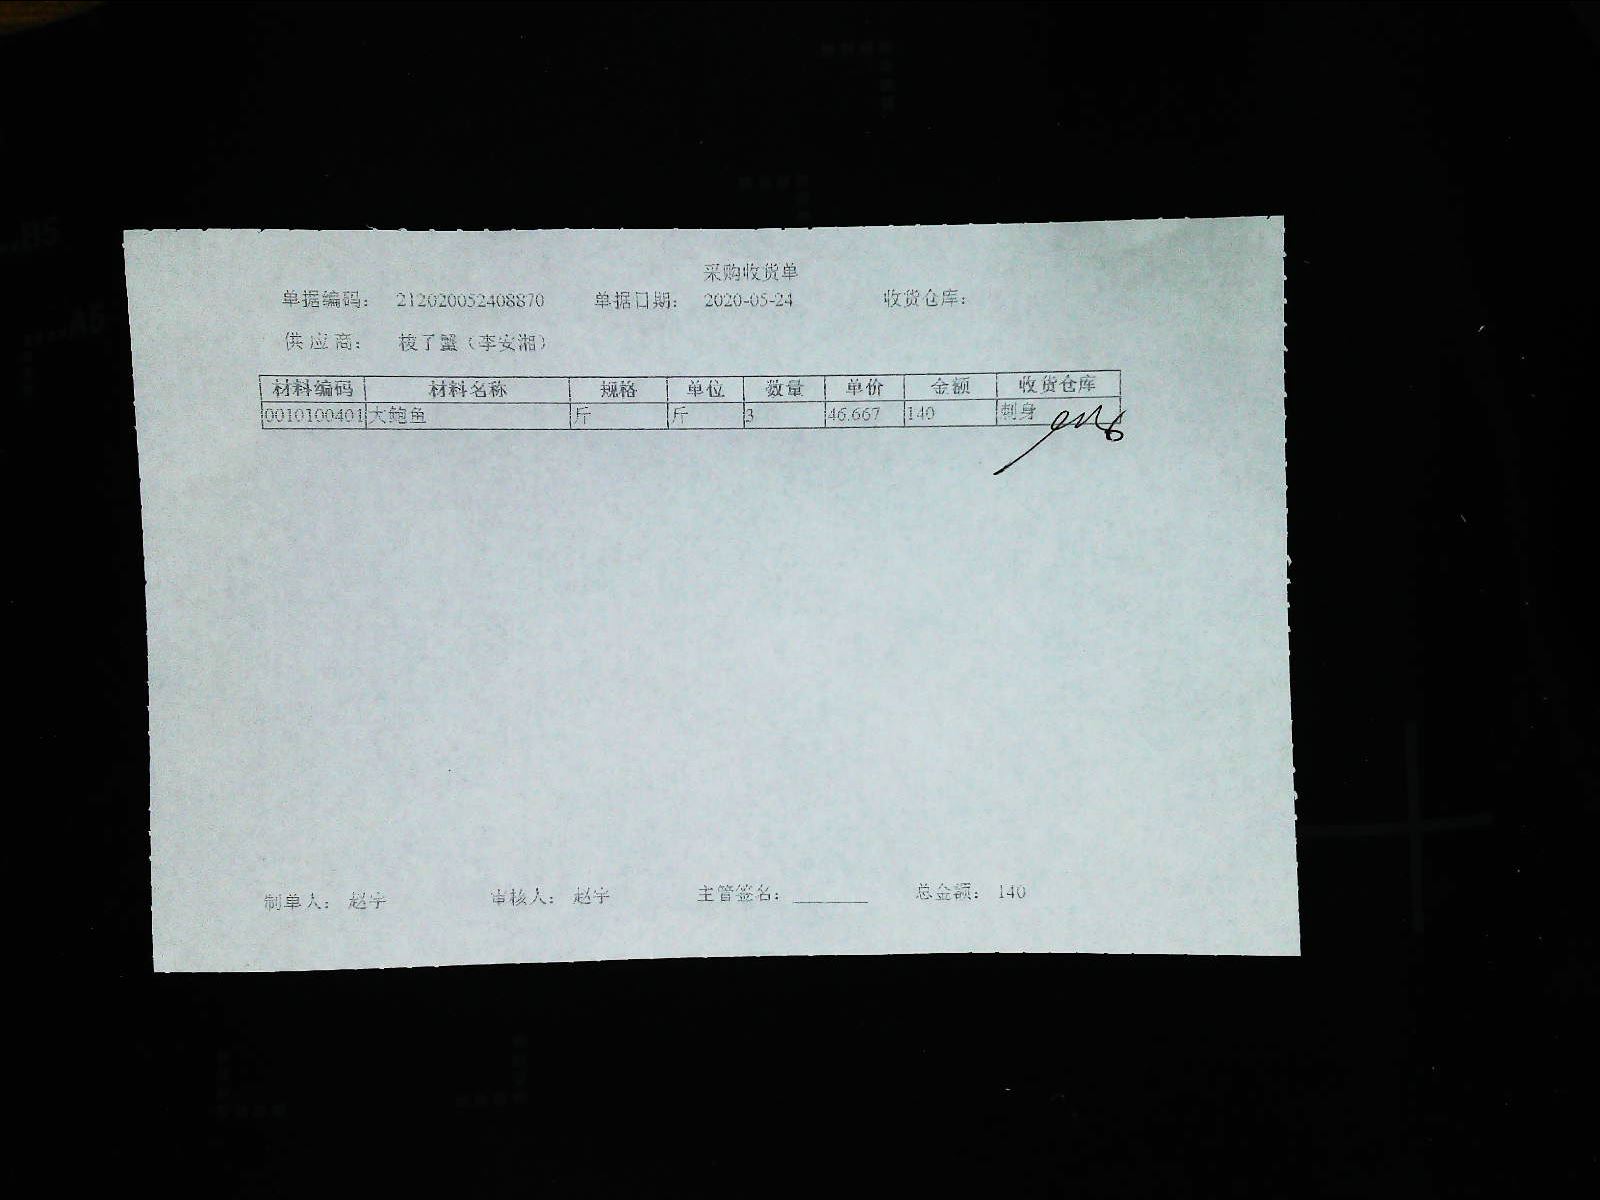 采购收货单
单据编码： 212020052408870 单据日期： 2020-05-24 收货仓库：
供应商： 梭子蟹（李安湘）
材料编码 材料名称 规格 单位 数量 单价 金额 收货仓库
0010100401 大鲍鱼 斤 斤 3 46.667 140 刺身
制单人： 赵宇 审核人： 赵宇 主管签名： 总金额： 140